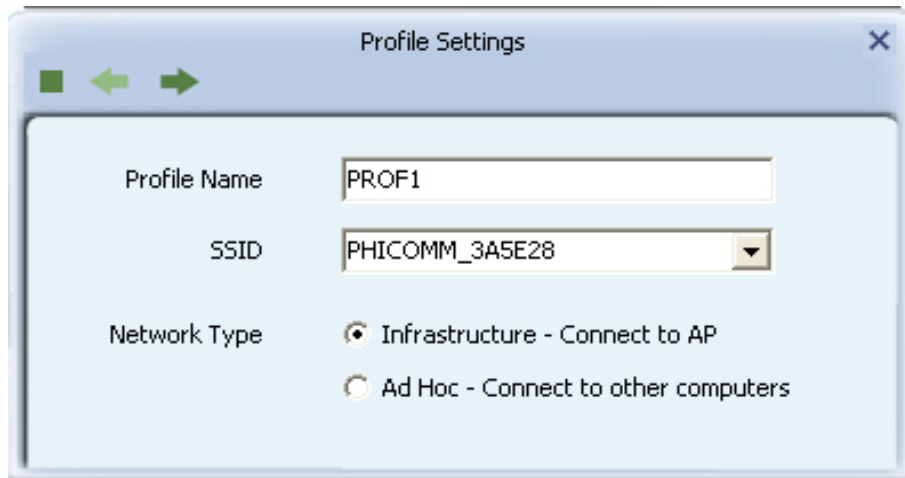 Profile Settings
Profile Name PROF1
SSID PHICOMM_3A5E28
Network Type Infrastructure - Connect to AP
Ad Hoc - Connect to other computers